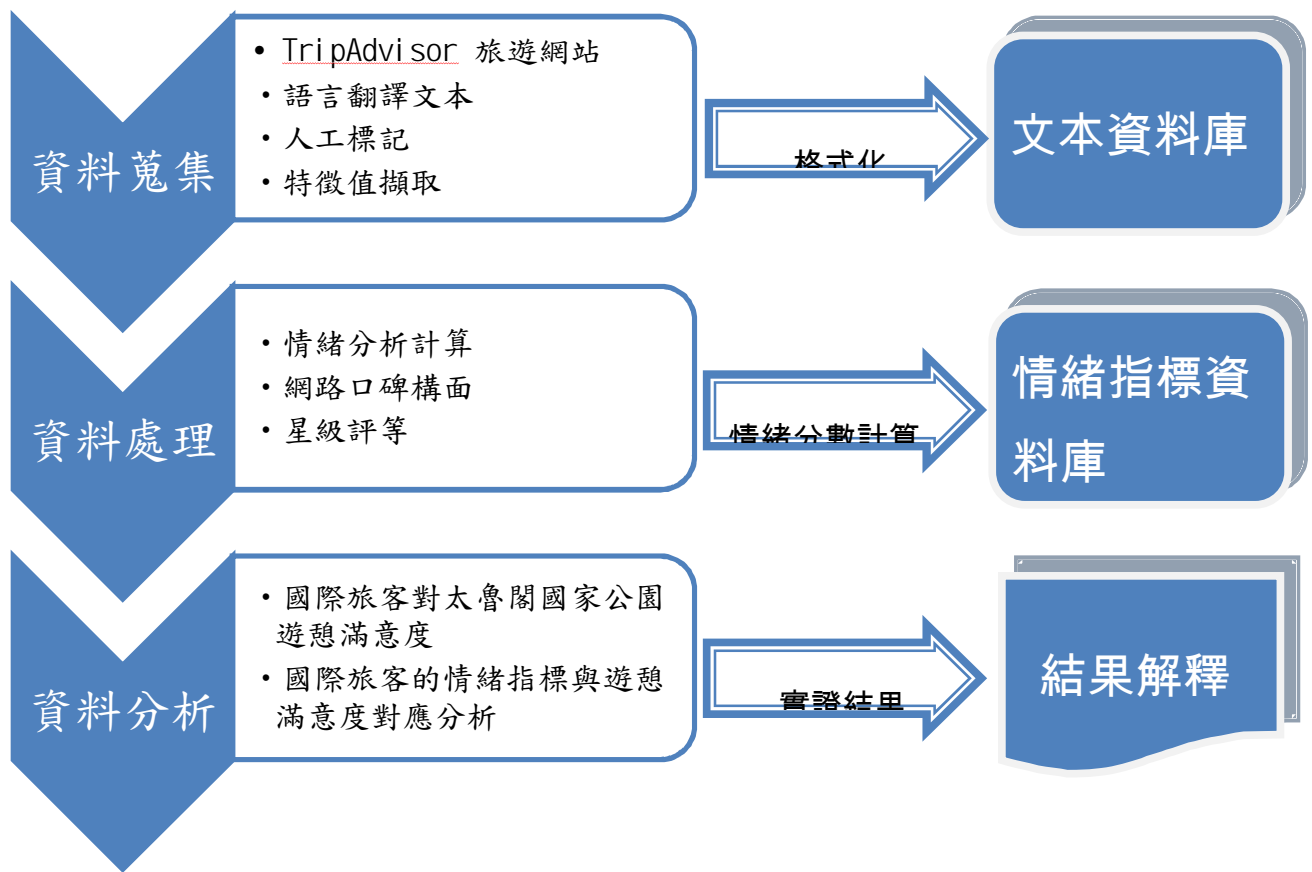 資料蒐集
• TripAdvisor 旅遊網站
・語言翻譯文本
・人工標記
・特徵值擷取
格式化
文本資料庫
資料處理
・情緒分析計算
・網路口碑構面
・星級評等
情緒分數計算
情緒指標資
料庫
資料分析
・國際旅客對太魯閣國家公園
遊憩滿意度
・國際旅客的情緒指標與遊憩
滿意度對應分析
實證結果
結果解釋